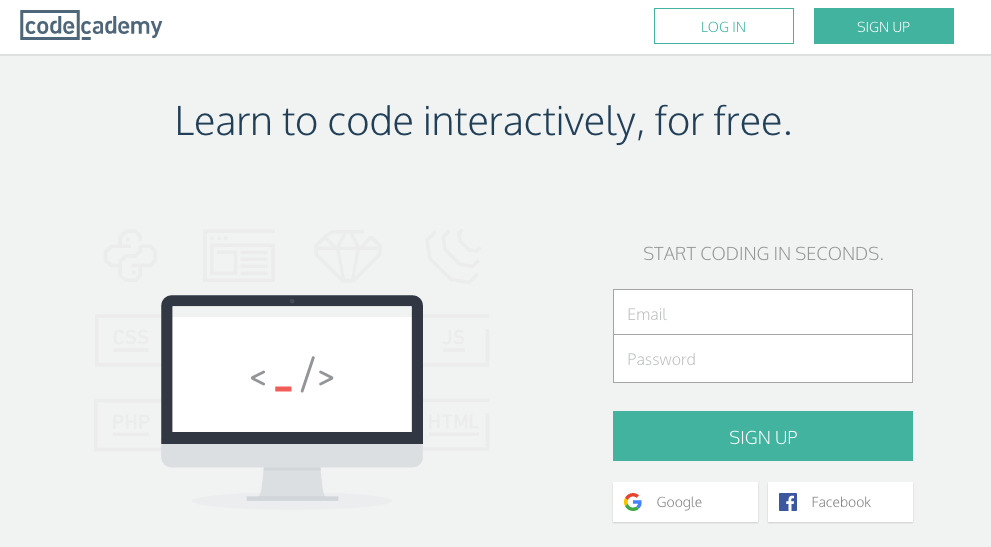 codecademy
LOG IN
SIGN UP
Learn to code interactively, for free.
START CODING IN SECONDS.
Email
Password
SIGN UP
Google
Facebook
CSS
JS
PHP
HTML
< _ />